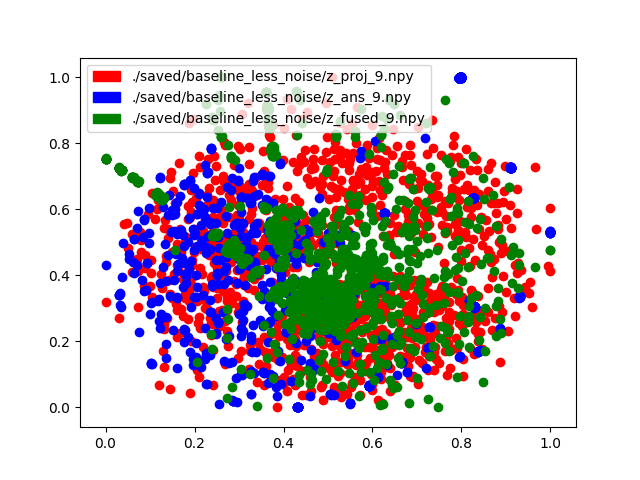 ./saved/baseline_less_noise/z_proj_9.npy
./saved/baseline_less_noise/z_ans_9.npy
./saved/baseline_less_noise/z_fused_9.npy
1.0
0.8
0.6
0.4
0.2
0.0
0.0 0.2 0.4 0.6 0.8 1.0